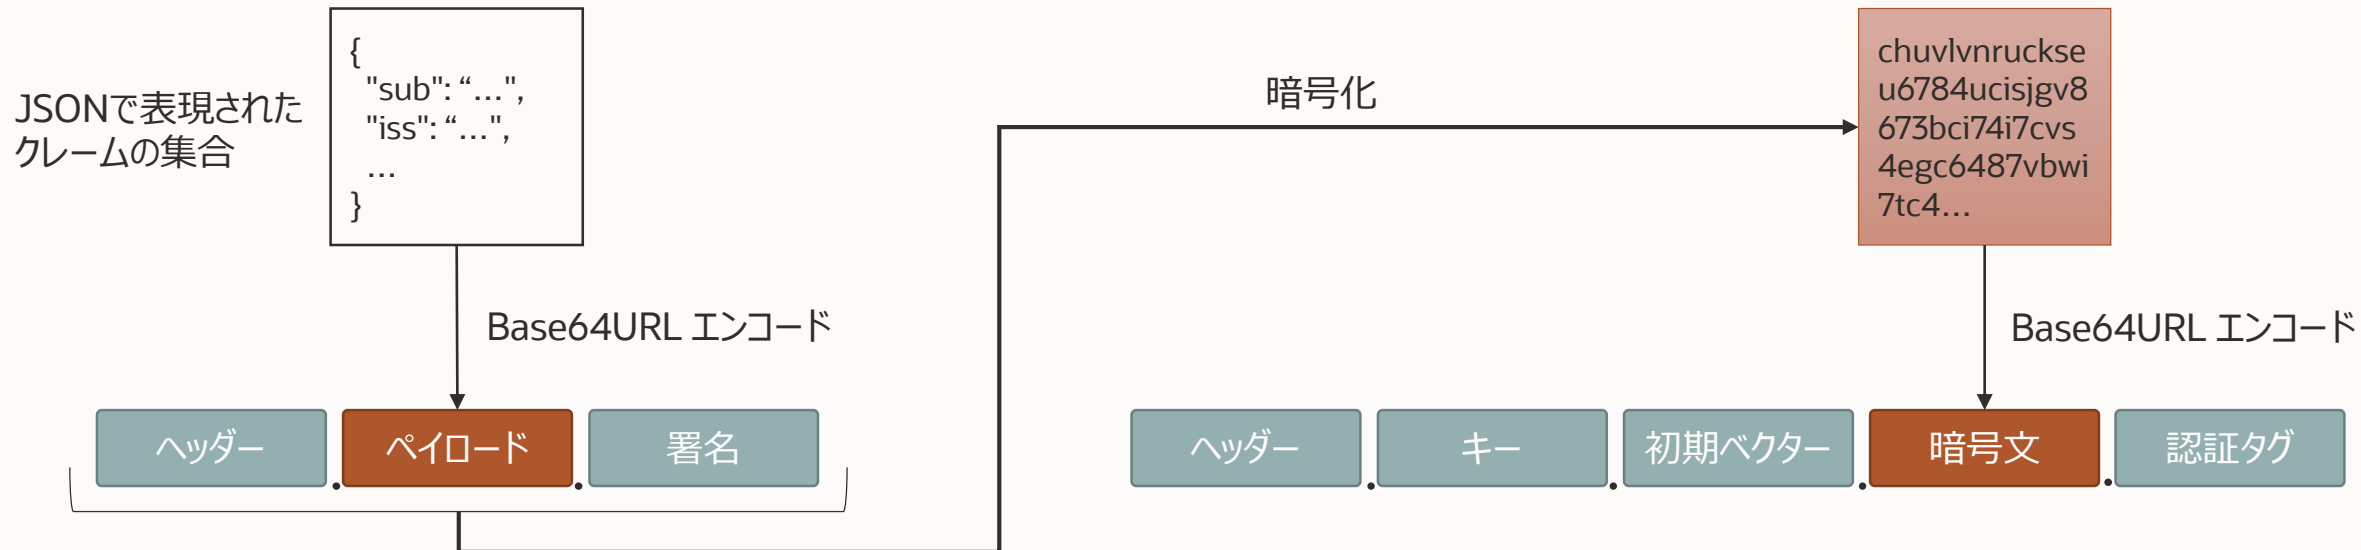 JSONで表現された
クレームの集合
{
"sub": “...",
"iss": “...",
...
}
Base64URL エンコード
ヘッダー
.
ペイロード
.
署名
暗号化
chuvlvnruckse
u6784ucisjgv8
673bci74i7cvs
4egc6487vbwi
7tc4...
Base64URL エンコード
ヘッダー
.
キー
.
初期ベクター
.
暗号文
.
認証タグ